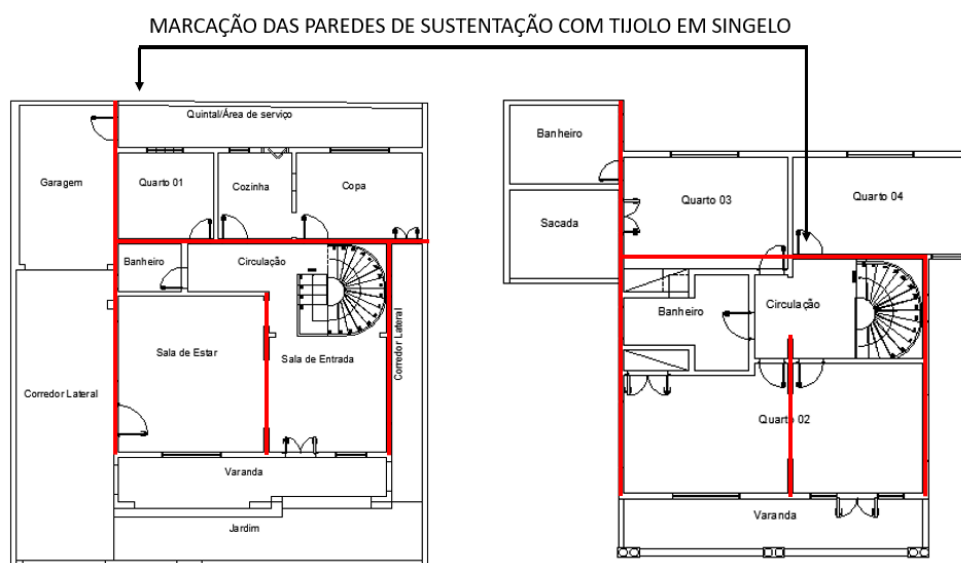 MARCAÇÃO DAS PAREDES DE SUSTENTAÇÃO COM TIJOLO EM SINGELO
Quintal/Área de serviço
Garagem
Quarto 01
Cozinha
Copa
Banheiro
Circulação
Sala de Estar
Sala de Entrada
Corredor Lateral
Corredor Lateral
Varanda
Jardim
Banheiro
Sacada
Quarto 03
Quarto 04
Banheiro
Circulação
Quarto 02
Varanda